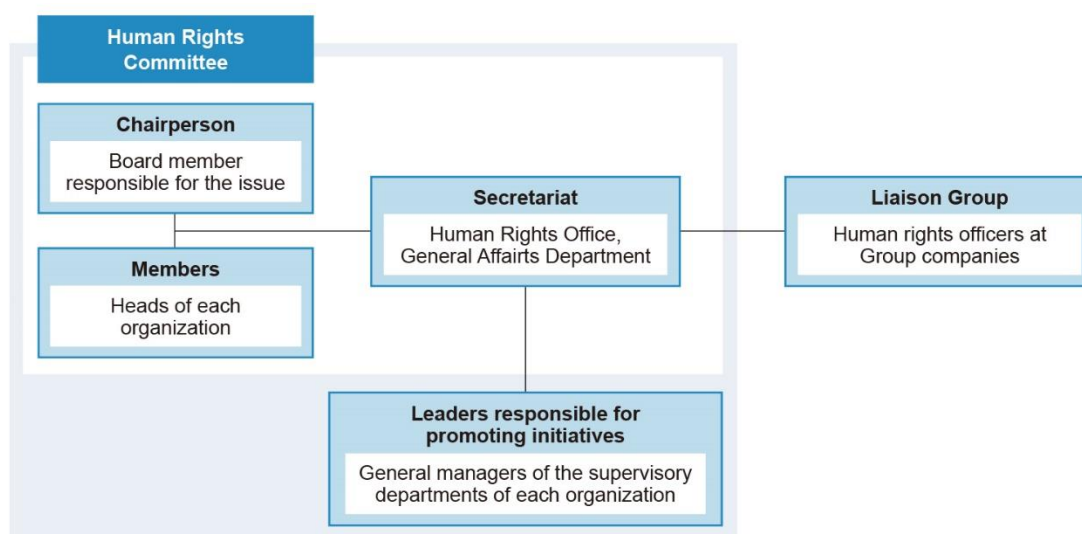 Human Rights
Committee
Chairperson
Board member
responsible for the issue
Members
Heads of each
organization
Secretariat
Human Rights Office,
General Affairts Department
Liaison Group
Human rights officers at
Group companies
Leaders responsible for
promoting initiatives
General managers of the supervisory
departments of each organization